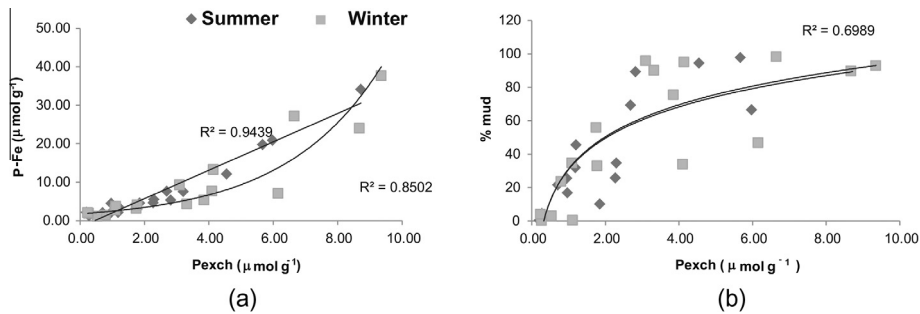 Summer
Winter
P-Fe (μ mol g⁻¹)
50.00
40.00
30.00
20.00
10.00
0.00
R² = 0.9439
R² = 0.8502
0.00 2.00 4.00 6.00 8.00 10.00
Pexch (μ mol g⁻¹)
(a)
% mud
120
100
80
60
40
20
0
R² = 0.6989
0.00 2.00 4.00 6.00 8.00 10.00
Pexch (μ mol g⁻¹)
(b)